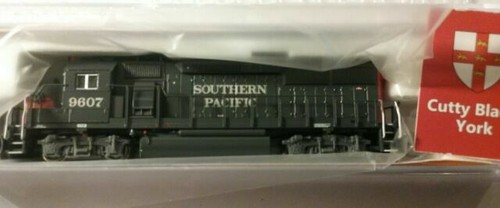 9607
SOUTHERN
PACIFIC
Cutty Bla
York